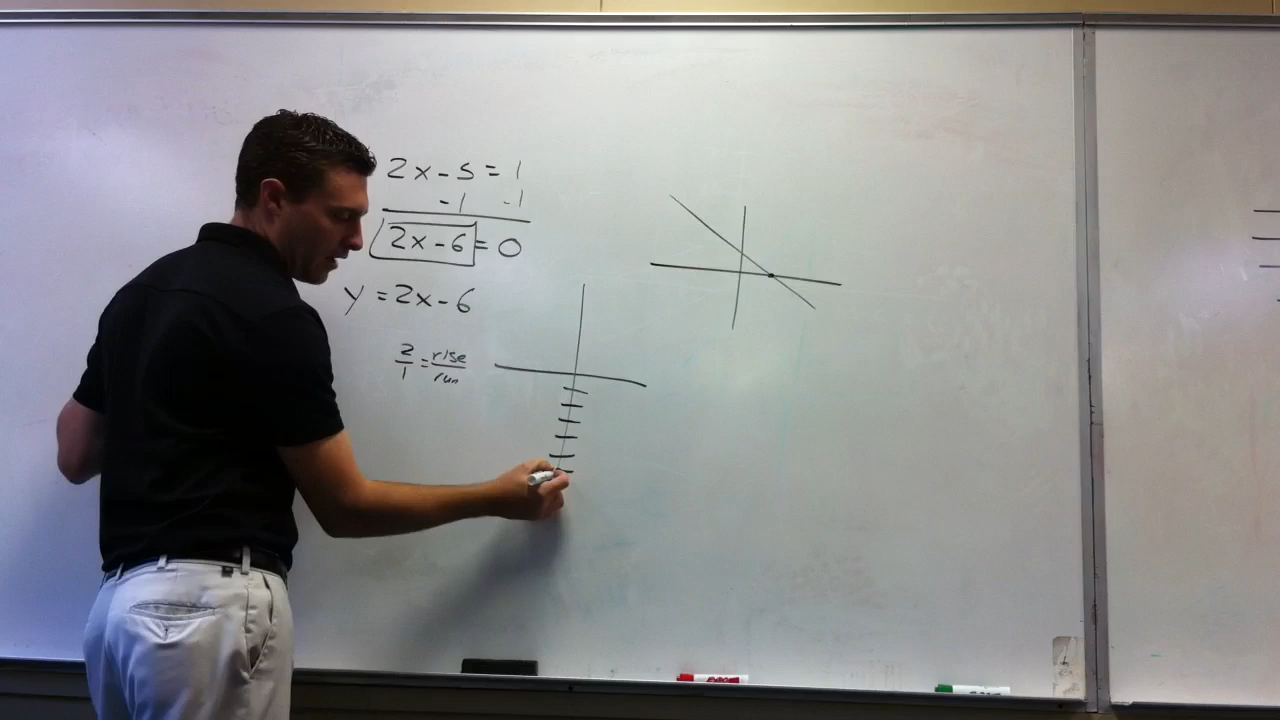 2x-5=1
-1 -1
2x-6=0
y=2x-6
2/1=rise/run